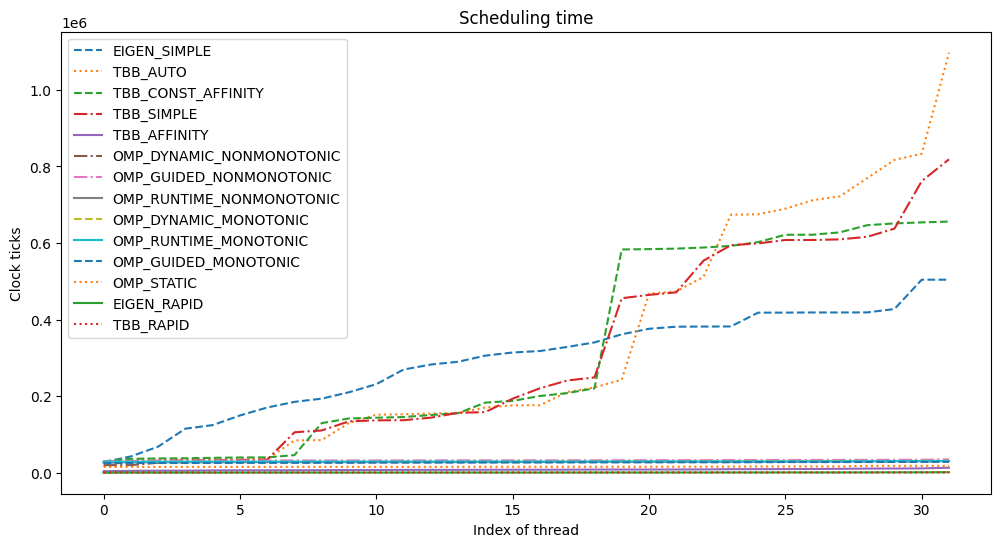 Scheduling time
1e6
EIGEN_SIMPLE
TBB_AUTO
TBB_CONST_AFFINITY
TBB_SIMPLE
TBB_AFFINITY
OMP_DYNAMIC_NONMONOTONIC
OMP_GUIDED_NONMONOTONIC
OMP_RUNTIME_NONMONOTONIC
OMP_DYNAMIC_MONOTONIC
OMP_RUNTIME_MONOTONIC
OMP_GUIDED_MONOTONIC
OMP_STATIC
EIGEN_RAPID
TBB_RAPID
Clock ticks
1.0
0.8
0.6
0.4
0.2
0.0
0 5 10 15 20 25 30
Index of thread